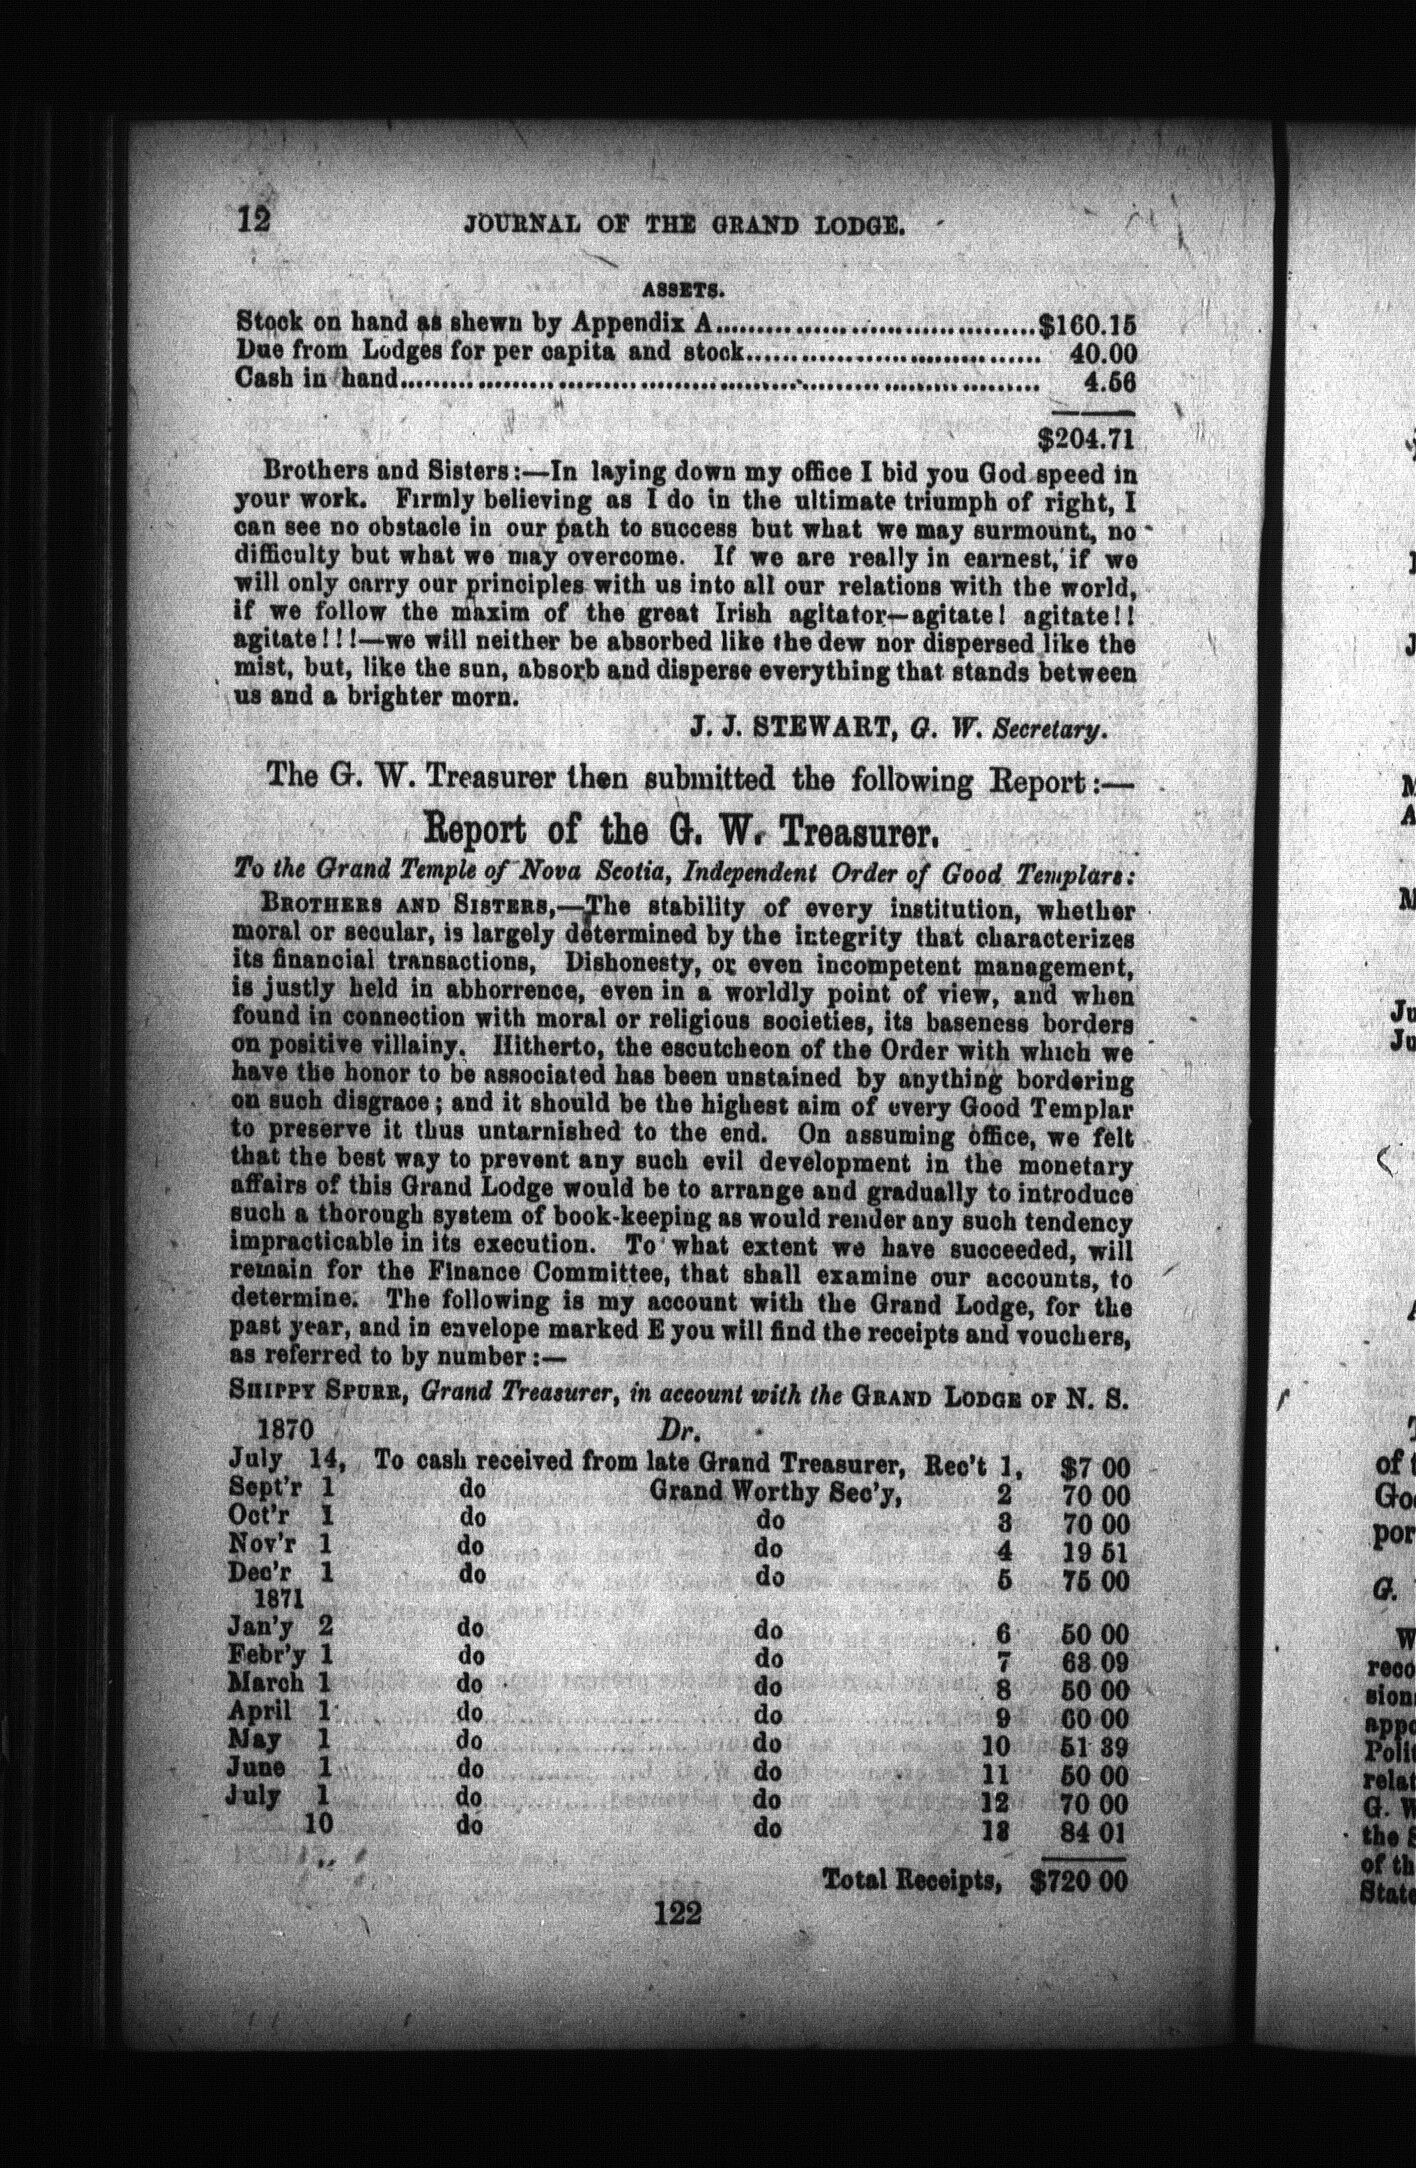 12 JOURNAL OF THE GRAND LODGE.
ASSETS.
Stock on hand as shewn by Appendix A....................................$160.15
Due from Lodges for per capita and stock............................... 40.00
Cash in hand.................................................................... 4.56
$204.71
Brothers and Sisters:—In laying down my office I bid you God speed in
your work. Firmly believing as I do in the ultimate triumph of right, I
can see no obstacle in our path to success but what we may surmount, no
difficulty but what we may overcome. If we are really in earnest, if we
will only carry our principles with us into all our relations with the world,
if we follow the maxim of the great Irish agitator—agitate! agitate!!
agitate!!!—we will neither be absorbed like the dew nor dispersed like the
mist, but, like the sun, absorb and disperse everything that stands between
us and a brighter morn.
J. J. STEWART, G. W. Secretary.
The G. W. Treasurer then submitted the following Report:—
Report of the G. W. Treasurer.
To the Grand Temple of Nova Scotia, Independent Order of Good Templars:
BROTHERS AND SISTERS,—The stability of every institution, whether
moral or secular, is largely determined by the integrity that characterizes
its financial transactions, Dishonesty, or even incompetent management,
is justly held in abhorrence, even in a worldly point of view, and when
found in connection with moral or religious societies, its baseness borders
on positive villainy. Hitherto, the escutcheon of the Order with which we
have the honor to be associated has been unstained by anything bordering
on such disgrace; and it should be the highest aim of every Good Templar
to preserve it thus untarnished to the end. On assuming office, we felt
that the best way to prevent any such evil development in the monetary
affairs of this Grand Lodge would be to arrange and gradually to introduce
such a thorough system of book-keeping as would render any such tendency
impracticable in its execution. To what extent we have succeeded, will
remain for the Finance Committee, that shall examine our accounts, to
determine. The following is my account with the Grand Lodge, for the
past year, and in envelope marked E you will find the receipts and vouchers,
as referred to by number:—
SHIPPY SPURR, Grand Treasurer, in account with the GRAND LODGE OF N. S.
1870 Dr.
July 14, To cash received from late Grand Treasurer, Rec't 1, $7 00
Sept'r 1 do Grand Worthy Sec'y, 2 70 00
Oct'r 1 do do 3 70 00
Nov'r 1 do do 4 19 51
Dec'r 1 do do 5 75 00
1871
Jan'y 2 do do 6 50 00
Febr'y 1 do do 7 63 09
March 1 do do 8 50 00
April 1 do do 9 60 00
May 1 do do 10 51 39
June 1 do do 11 50 00
July 1 do do 12 70 00
10 do do 13 84 01
Total Receipts, $720 00
122